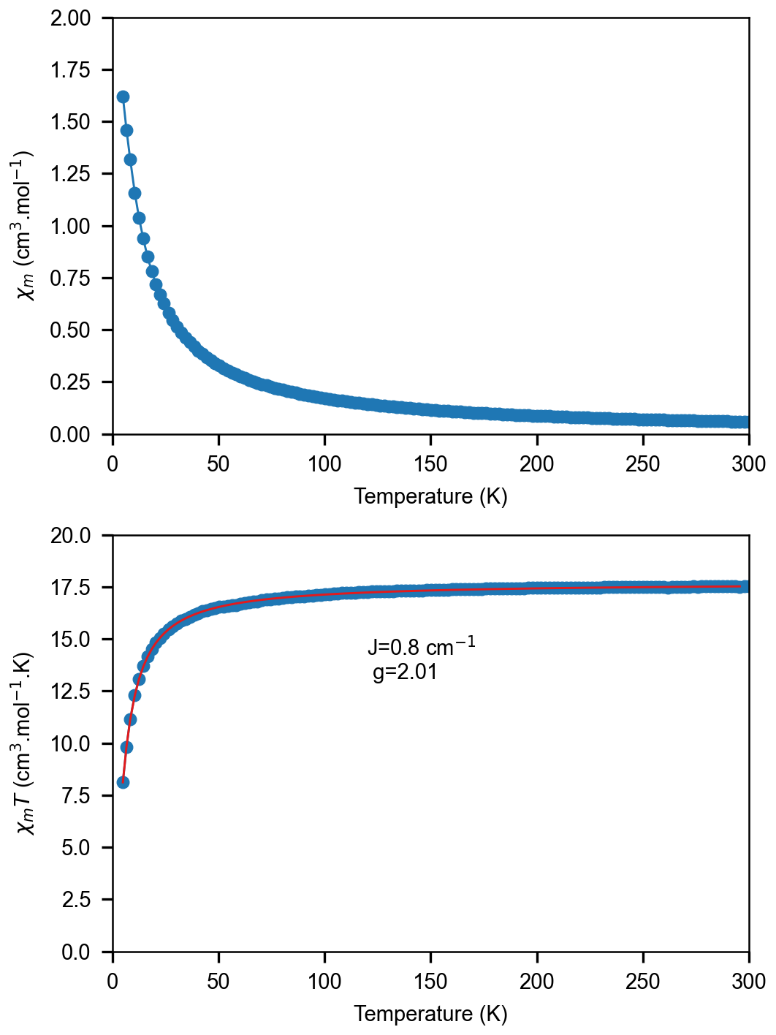 2.00
1.75
1.50
1.25
1.00
0.75
0.50
0.25
0.00
χₘ (cm³.mol⁻¹)
0 50 100 150 200 250 300
Temperature (K)
20.0
17.5
15.0
12.5
10.0
7.5
5.0
2.5
0.0
χₘT (cm³.mol⁻¹.K)
J=0.8 cm⁻¹
g=2.01
0 50 100 150 200 250 300
Temperature (K)